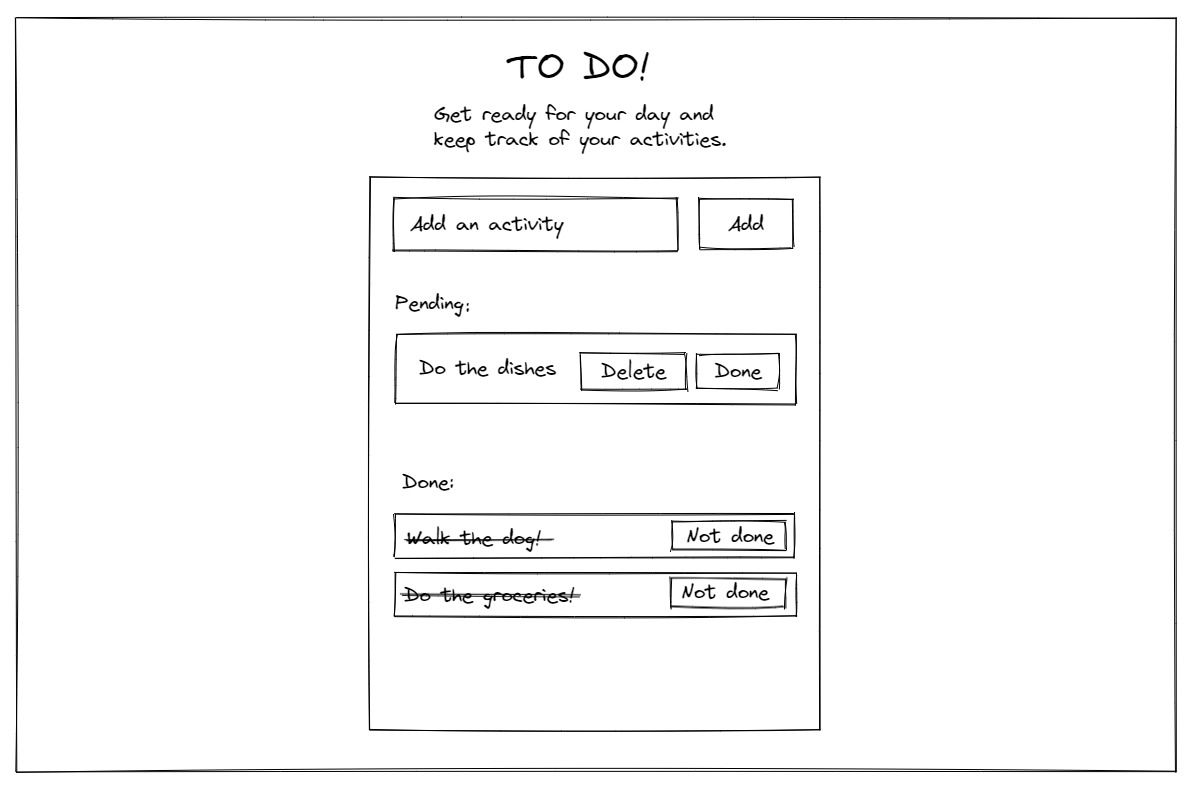 TO DO!
Get ready for your day and
keep track of your activities.
Add an activity
Add
Pending:
Do the dishes
Delete
Done
Done:
Walk the dog!
Not done
Do the groceries!
Not done